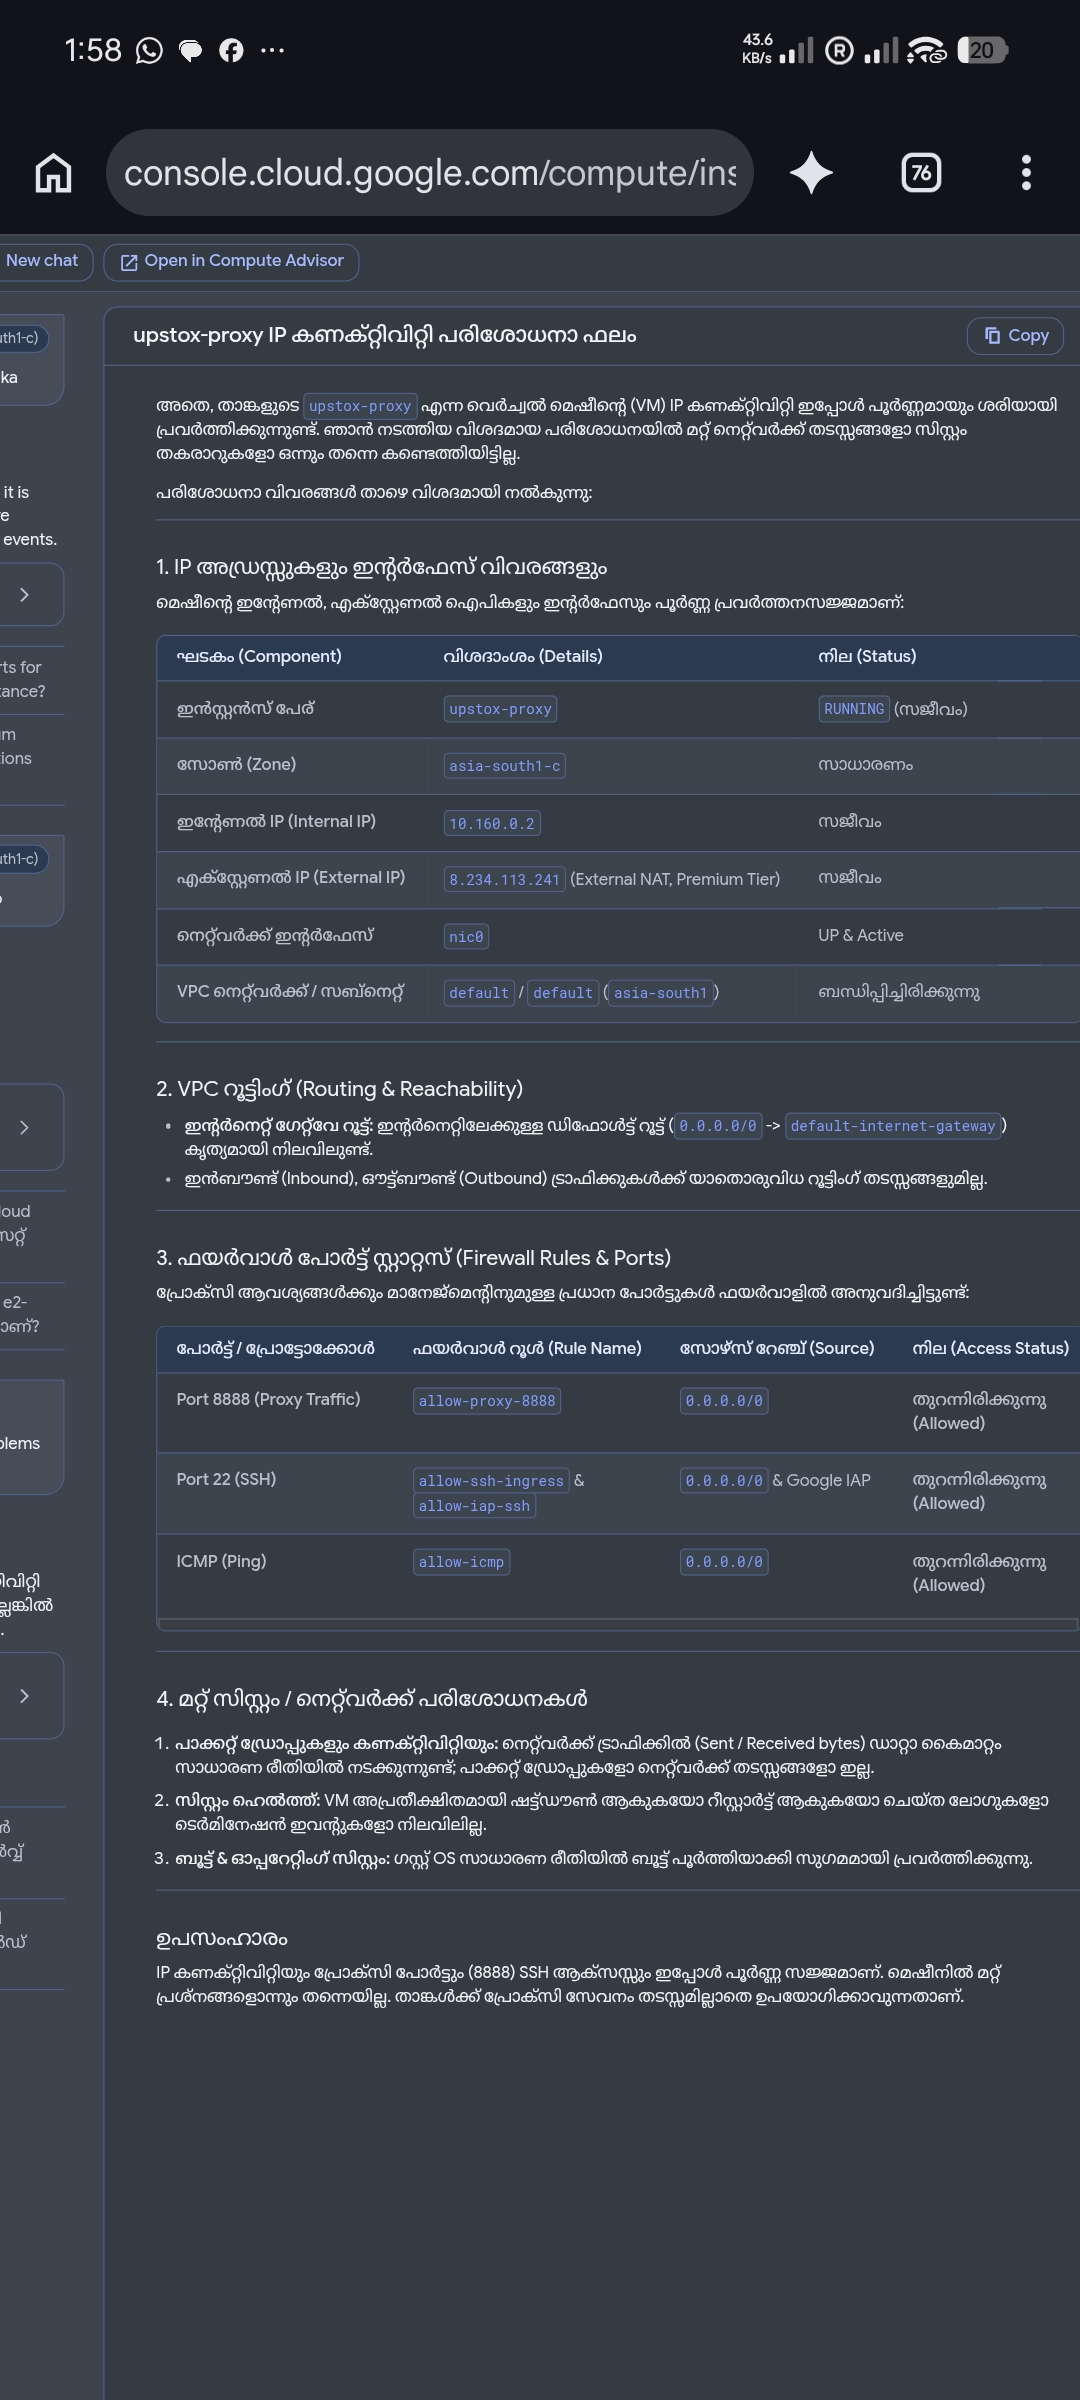 1:58
43.6
KB/s
20
console.cloud.google.com/compute/ins
76
New chat
Open in Compute Advisor
uth1-c)
ka
it is
e
events.
rts for
tance?
ım
tions
uth1-c)
loud
സറ്റ്
e2-
ാണ്?
blems
ിവിറ്റി
ല്ലെങ്കിൽ
.
upstox-proxy IP കണക്റ്റിവിറ്റി പരിശോധനാ ഫലം
Copy
അതെ, താങ്കളുടെ upstox-proxy എന്ന വെർച്വൽ മെഷീന്റെ (VM) IP കണക്റ്റിവിറ്റി ഇപ്പോൾ പൂർണ്ണമായും ശരിയായി
പ്രവർത്തിക്കുന്നുണ്ട്. ഞാൻ നടത്തിയ വിശദമായ പരിശോധനയിൽ മറ്റ് നെറ്റ്‌വർക്ക് തടസ്സങ്ങളോ സിസ്റ്റം
തകരാറുകളോ ഒന്നും തന്നെ കണ്ടെത്തിയിട്ടില്ല.
പരിശോധനാ വിവരങ്ങൾ താഴെ വിശദമായി നൽകുന്നു:
1. IP അഡ്രസ്സുകളും ഇന്റർഫേസ് വിവരങ്ങളും
മെഷീന്റെ ഇന്റേണൽ, എക്സ്റ്റേണൽ ഐപികളും ഇന്റർഫേസും പൂർണ്ണ പ്രവർത്തനസജ്ജമാണ്:
ഘടകം (Component) വിശദാംശം (Details) നില (Status)
ഇൻസ്റ്റൻസ് പേര് upstox-proxy RUNNING (സജീവം)
സോൺ (Zone) asia-south1-c സാധാരണം
ഇന്റേണൽ IP (Internal IP) 10.160.0.2 സജീവം
എക്സ്റ്റേണൽ IP (External IP) 8.234.113.241 (External NAT, Premium Tier) സജീവം
നെറ്റ്‌വർക്ക് ഇന്റർഫേസ് nic0 UP & Active
VPC നെറ്റ്‌വർക്ക് / സബ്നെറ്റ് default / default (asia-south1) ബന്ധിപ്പിച്ചിരിക്കുന്നു
2. VPC റൂട്ടിംഗ് (Routing & Reachability)
• ഇന്റർനെറ്റ് ഗേറ്റ്‌വേ റൂട്ട്: ഇന്റർനെറ്റിലേക്കുള്ള ഡിഫോൾട്ട് റൂട്ട് (0.0.0.0/0 -> default-internet-gateway)
കൃത്യമായി നിലവിലുണ്ട്.
• ഇൻബൗണ്ട് (Inbound), ഔട്ട്ബൗണ്ട് (Outbound) ട്രാഫിക്കുകൾക്ക് യാതൊരുവിധ റൂട്ടിംഗ് തടസ്സങ്ങളുമില്ല.
3. ഫയർവാൾ പോർട്ട് സ്റ്റാറ്റസ് (Firewall Rules & Ports)
പ്രോക്സി ആവശ്യങ്ങൾക്കും മാനേജ്മെന്റിനുമുള്ള പ്രധാന പോർട്ടുകൾ ഫയർവാളിൽ അനുവദിച്ചിട്ടുണ്ട്:
പോർട്ട് / പ്രോട്ടോക്കോൾ ഫയർവാൾ റൂൾ (Rule Name) സോഴ്സ് റേഞ്ച് (Source) നില (Access Status)
Port 8888 (Proxy Traffic) allow-proxy-8888 0.0.0.0/0 തുറന്നിരിക്കുന്നു
(Allowed)
Port 22 (SSH) allow-ssh-ingress & 0.0.0.0/0 & Google IAP തുറന്നിരിക്കുന്നു
allow-iap-ssh (Allowed)
ICMP (Ping) allow-icmp 0.0.0.0/0 തുറന്നിരിക്കുന്നു
(Allowed)
4. മറ്റ് സിസ്റ്റം / നെറ്റ്‌വർക്ക് പരിശോധനകൾ
1. പാക്കറ്റ് ഡ്രോപ്പുകളും കണക്റ്റിവിറ്റിയും: നെറ്റ്‌വർക്ക് ട്രാഫിക്കിൽ (Sent / Received bytes) ഡാറ്റാ കൈമാറ്റം
സാധാരണ രീതിയിൽ നടക്കുന്നുണ്ട്; പാക്കറ്റ് ഡ്രോപ്പുകളോ നെറ്റ്‌വർക്ക് തടസ്സങ്ങളോ ഇല്ല.
2. സിസ്റ്റം ഹെൽത്ത്: VM അപ്രതീക്ഷിതമായി ഷട്ട്ഡൗൺ ആകുകയോ റീസ്റ്റാർട്ട് ആകുകയോ ചെയ്ത ലോഗുകളോ
ടെർമിനേഷൻ ഇവന്റുകളോ നിലവിലില്ല.
3. ബൂട്ട് & ഓപ്പറേറ്റിംഗ് സിസ്റ്റം: ഗസ്റ്റ് OS സാധാരണ രീതിയിൽ ബൂട്ട് പൂർത്തിയാക്കി സുഗമമായി പ്രവർത്തിക്കുന്നു.
ഉപസംഹാരം
IP കണക്റ്റിവിറ്റിയും പ്രോക്സി പോർട്ടും (8888) SSH ആക്സസ്സും ഇപ്പോൾ പൂർണ്ണ സജ്ജമാണ്. മെഷീനിൽ മറ്റ്
പ്രശ്നങ്ങളൊന്നും തന്നെയില്ല. താങ്കൾക്ക് പ്രോക്സി സേവനം തടസ്സമില്ലാതെ ഉപയോഗിക്കാവുന്നതാണ്.